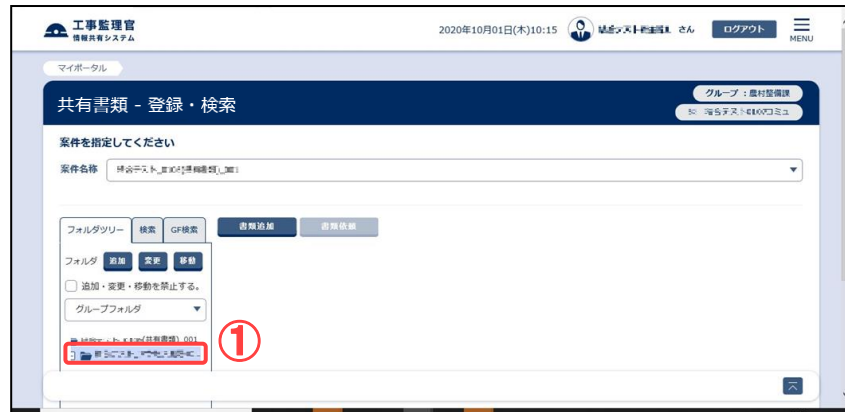 工事監理官
情報共有システム
2020年10月01日(木)10:15
さん
ログアウト
MENU
マイポータル
共有書類 - 登録・検索
グループ : 農村整備課
案件を指定してください
案件名称
フォルダツリー 検索 GF検索 書類追加 書類依頼
フォルダ 追加 変更 移動
追加・変更・移動を禁止する。
グループフォルダ
(共有書類)_001
①